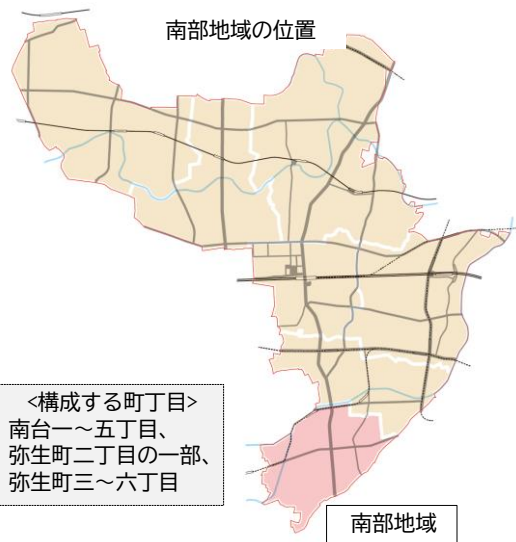 南部地域の位置
<構成する町丁目>
南台一～五丁目、
弥生町二丁目の一部、
弥生町三～六丁目
南部地域